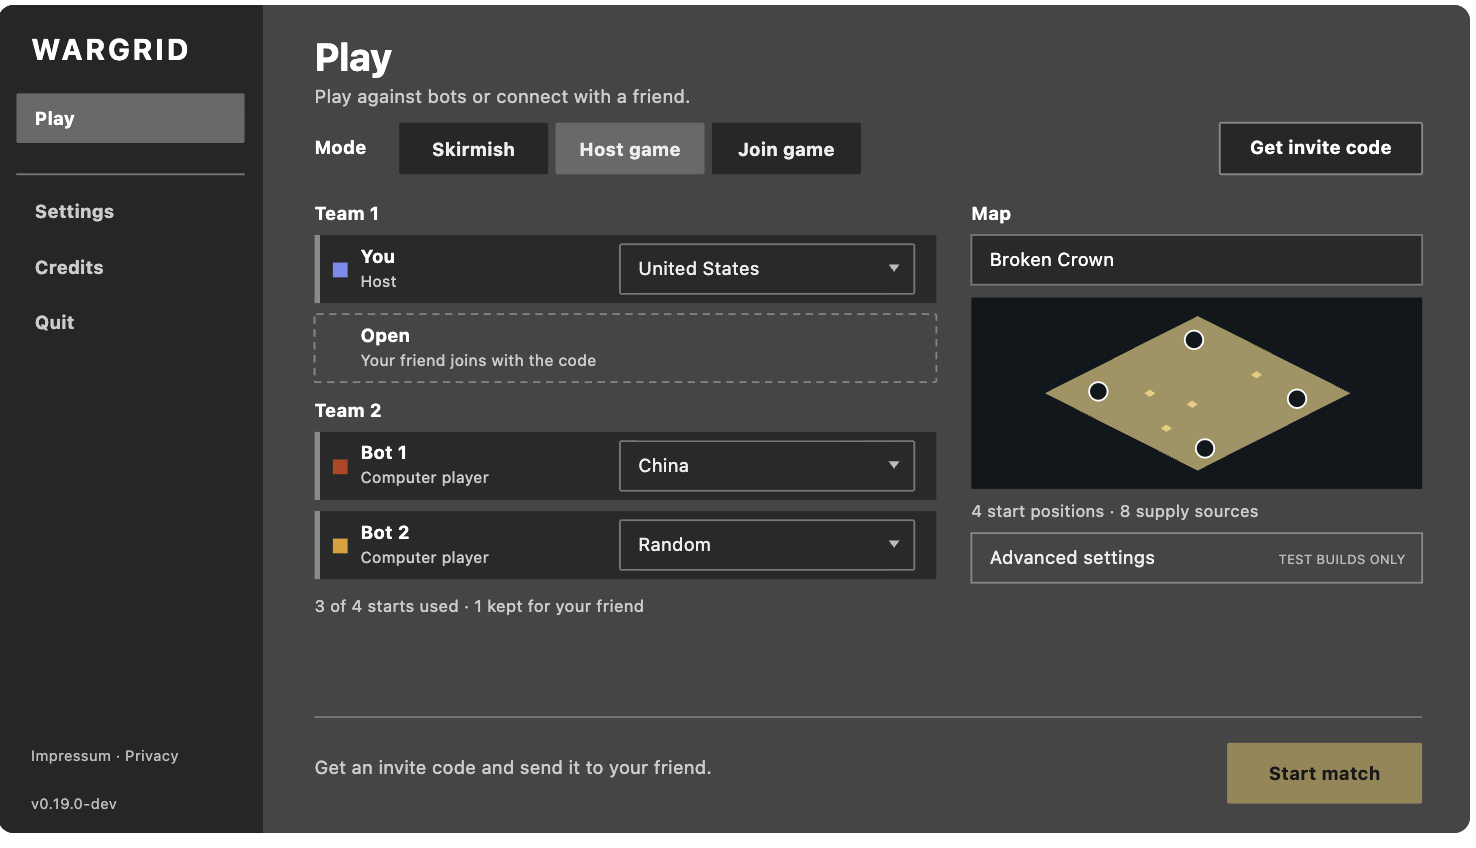 WARGRID
Play
Settings
Credits
Quit
Impressum · Privacy
v0.19.0-dev
Play
Play against bots or connect with a friend.
Mode
Skirmish
Host game
Join game
Get invite code
Team 1
You
Host
United States
Open
Your friend joins with the code
Team 2
Bot 1
Computer player
China
Bot 2
Computer player
Random
3 of 4 starts used · 1 kept for your friend
Map
Broken Crown
4 start positions · 8 supply sources
Advanced settings
TEST BUILDS ONLY
Get an invite code and send it to your friend.
Start match